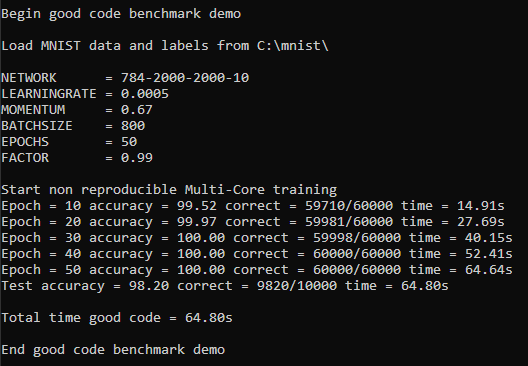 Begin good code benchmark demo
Load MNIST data and labels from C:\mnist\
NETWORK = 784-2000-2000-10
LEARNINGRATE = 0.0005
MOMENTUM = 0.67
BATCHSIZE = 800
EPOCHS = 50
FACTOR = 0.99
Start non reproducible Multi-Core training
Epoch = 10 accuracy = 99.52 correct = 59710/60000 time = 14.91s
Epoch = 20 accuracy = 99.97 correct = 59981/60000 time = 27.69s
Epoch = 30 accuracy = 100.00 correct = 59998/60000 time = 40.15s
Epoch = 40 accuracy = 100.00 correct = 60000/60000 time = 52.41s
Epoch = 50 accuracy = 100.00 correct = 60000/60000 time = 64.64s
Test accuracy = 98.20 correct = 9820/10000 time = 64.80s
Total time good code = 64.80s
End good code benchmark demo